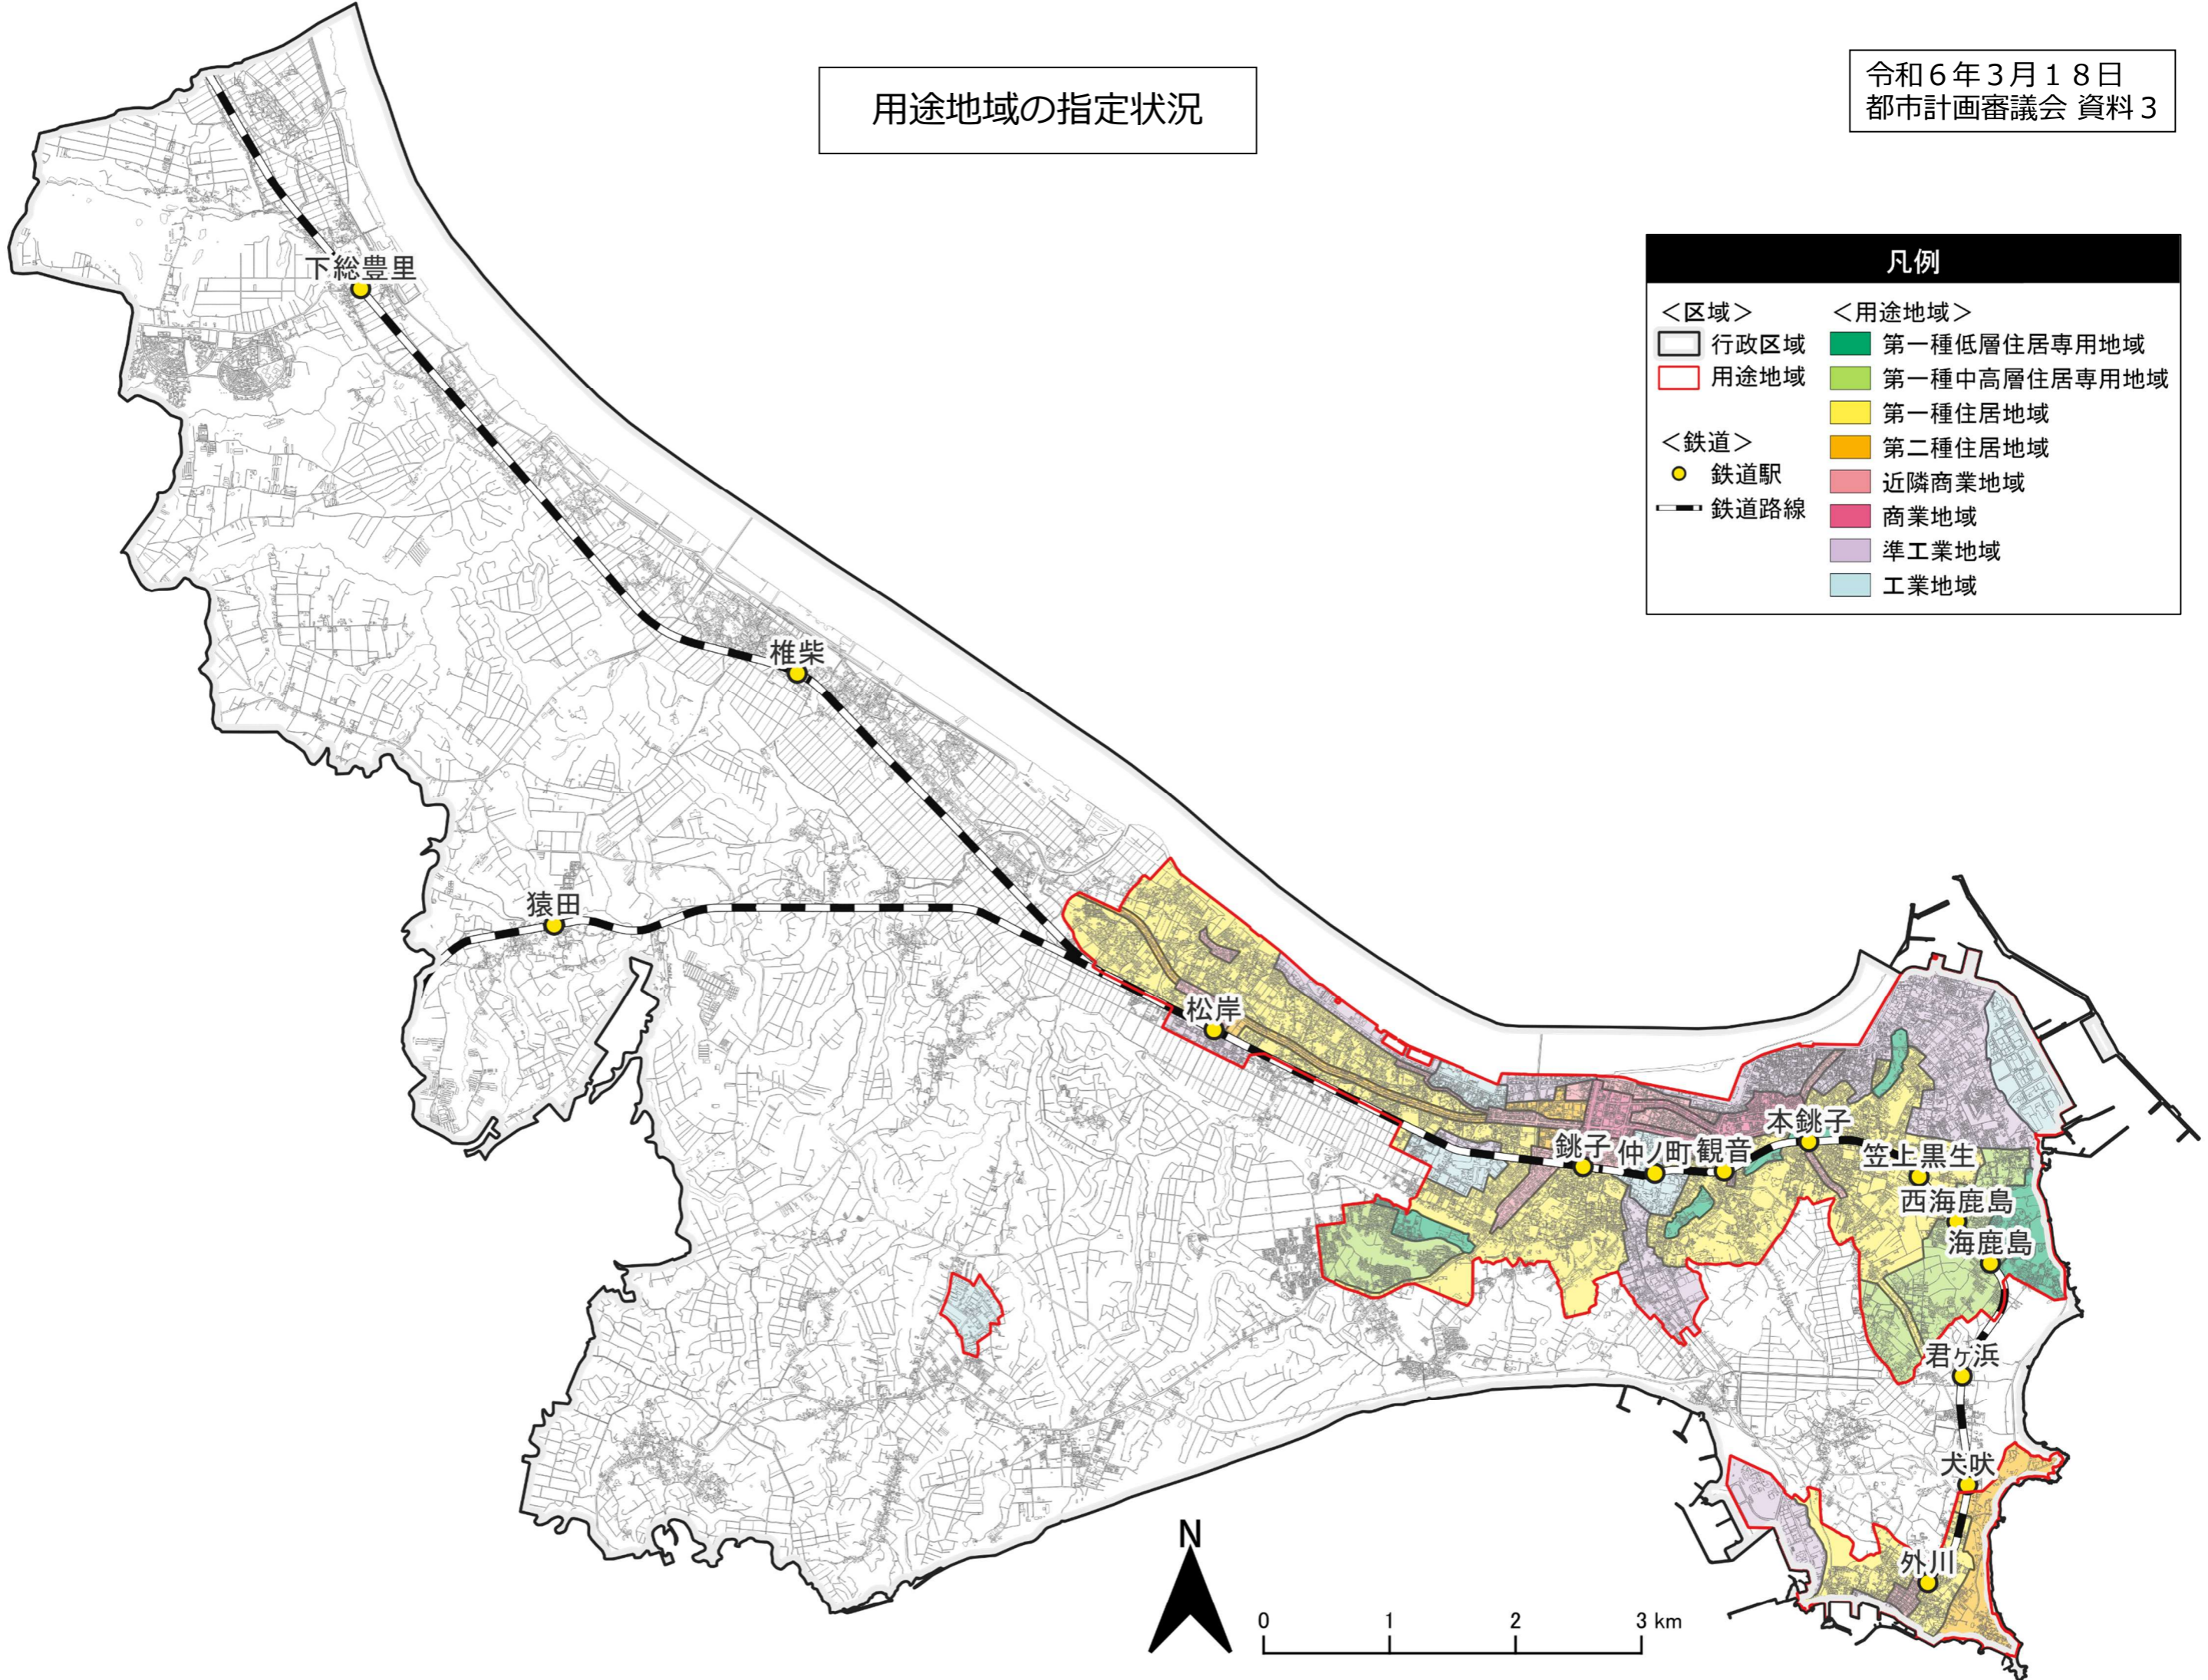 用途地域の指定状況
令和６年３月１８日
都市計画審議会 資料３
凡例
＜区域＞
行政区域
用途地域
＜鉄道＞
鉄道駅
鉄道路線
＜用途地域＞
第一種低層住居専用地域
第一種中高層住居専用地域
第一種住居地域
第二種住居地域
近隣商業地域
商業地域
準工業地域
工業地域
下総豊里
椎柴
猿田
松岸
銚子
仲ノ町
観音
本銚子
笠上黒生
西海鹿島
海鹿島
君ヶ浜
犬吠
外川
N
0 1 2 3 km